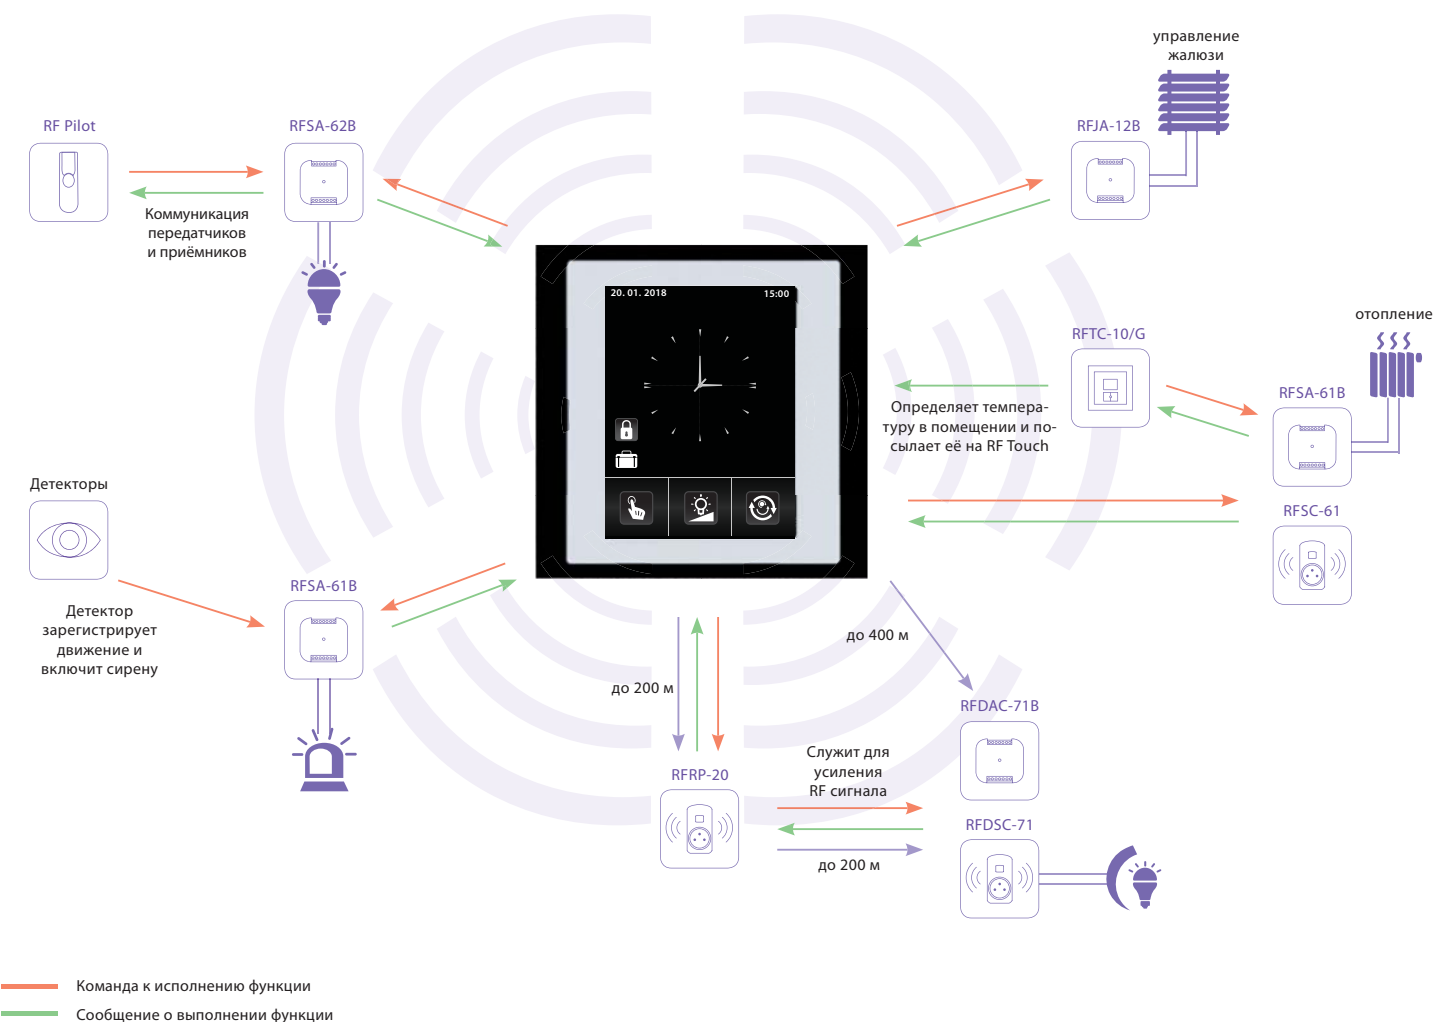 управление
жалюзи
RF Pilot
RFSA-62B
RFJA-12B
Коммуникация
передатчиков
и приёмников
20. 01. 2018
15:00
отопление
RFTC-10/G
RFSA-61B
Определяет темпера-
туру в помещении и по-
сылает её на RF Touch
Детекторы
RFSC-61
RFSA-61B
Детектор
зарегистрирует
движение и
включит сирену
до 400 м
до 200 м
RFDAC-71B
Служит для
усиления
RF сигнала
RFRP-20
RFDSC-71
до 200 м
Команда к исполнению функции
Сообщение о выполнении функции